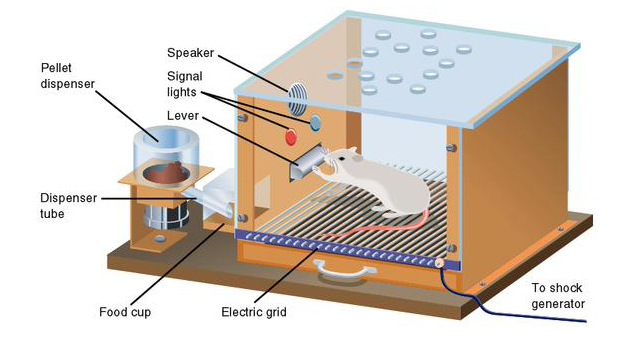 Speaker
Pellet
dispenser
Signal
lights
Lever
Dispenser
tube
Food cup
Electric grid
To shock
generator